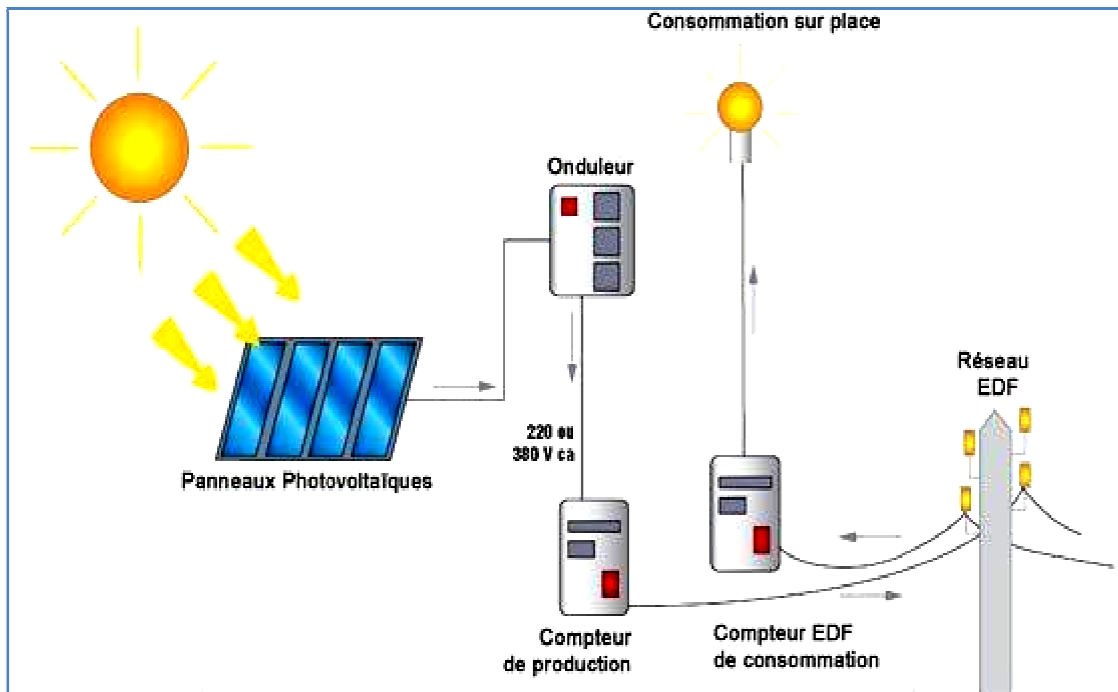 Consommation sur place
Onduleur
Réseau
EDF
220 ou
380 V ca
Panneaux Photovoltaïques
Compteur
de production
Compteur EDF
de consommation